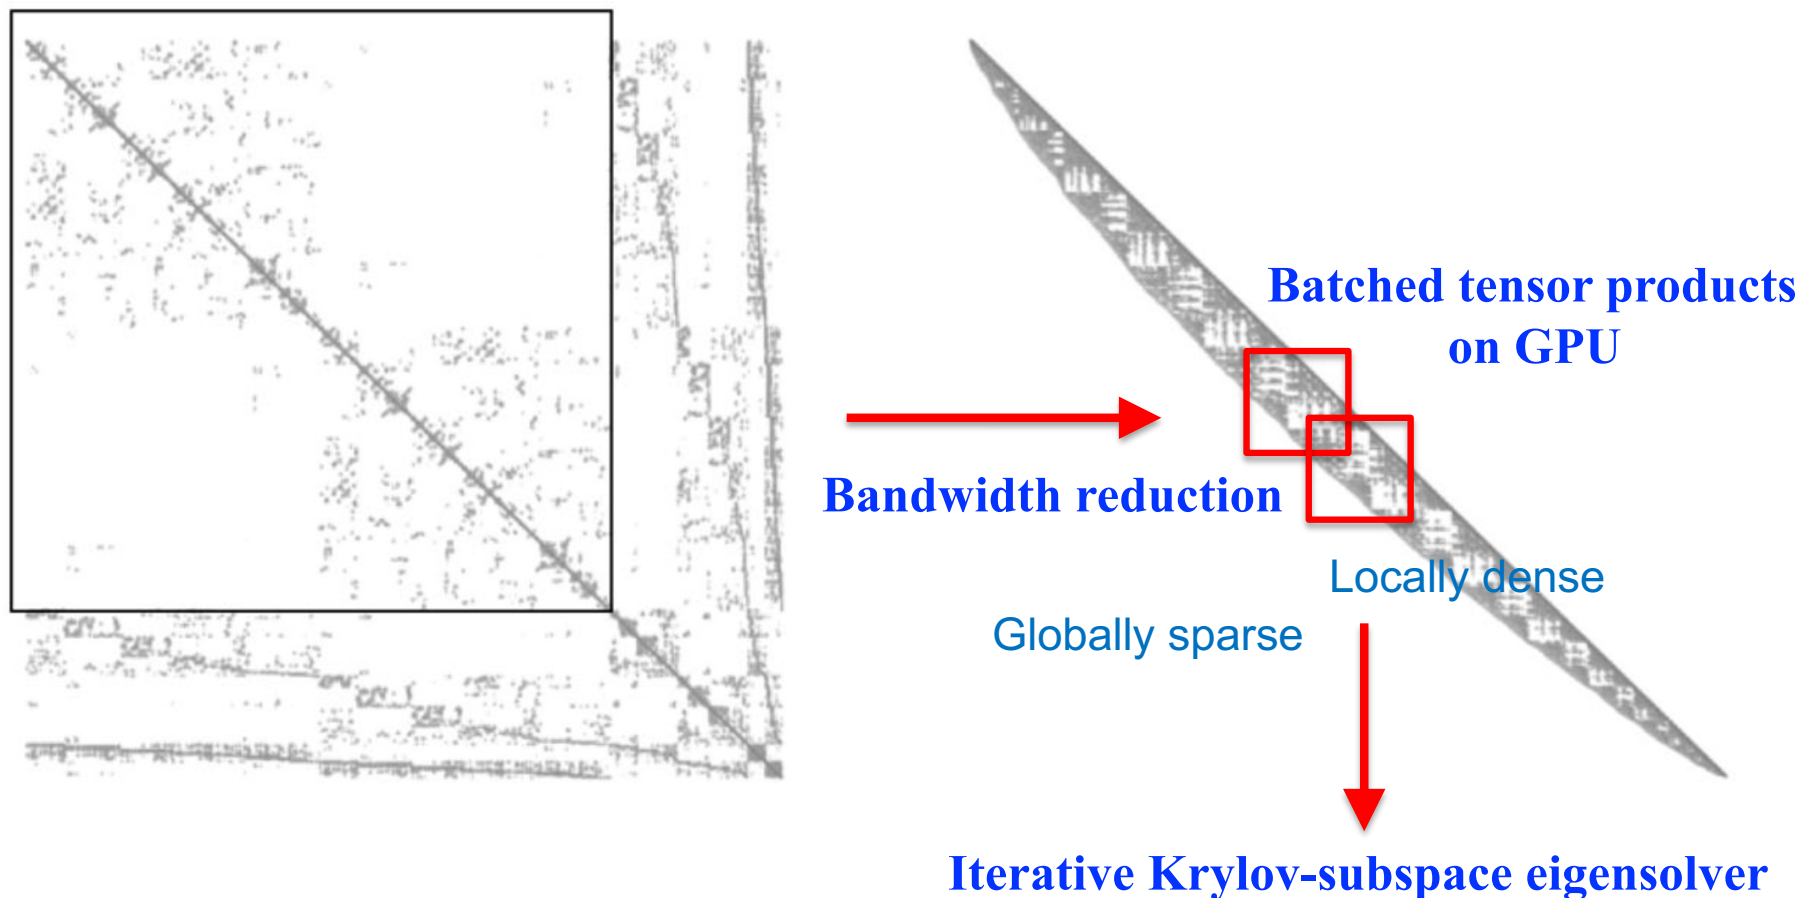 Batched tensor products
on GPU
Bandwidth reduction
Locally dense
Globally sparse
Iterative Krylov-subspace eigensolver